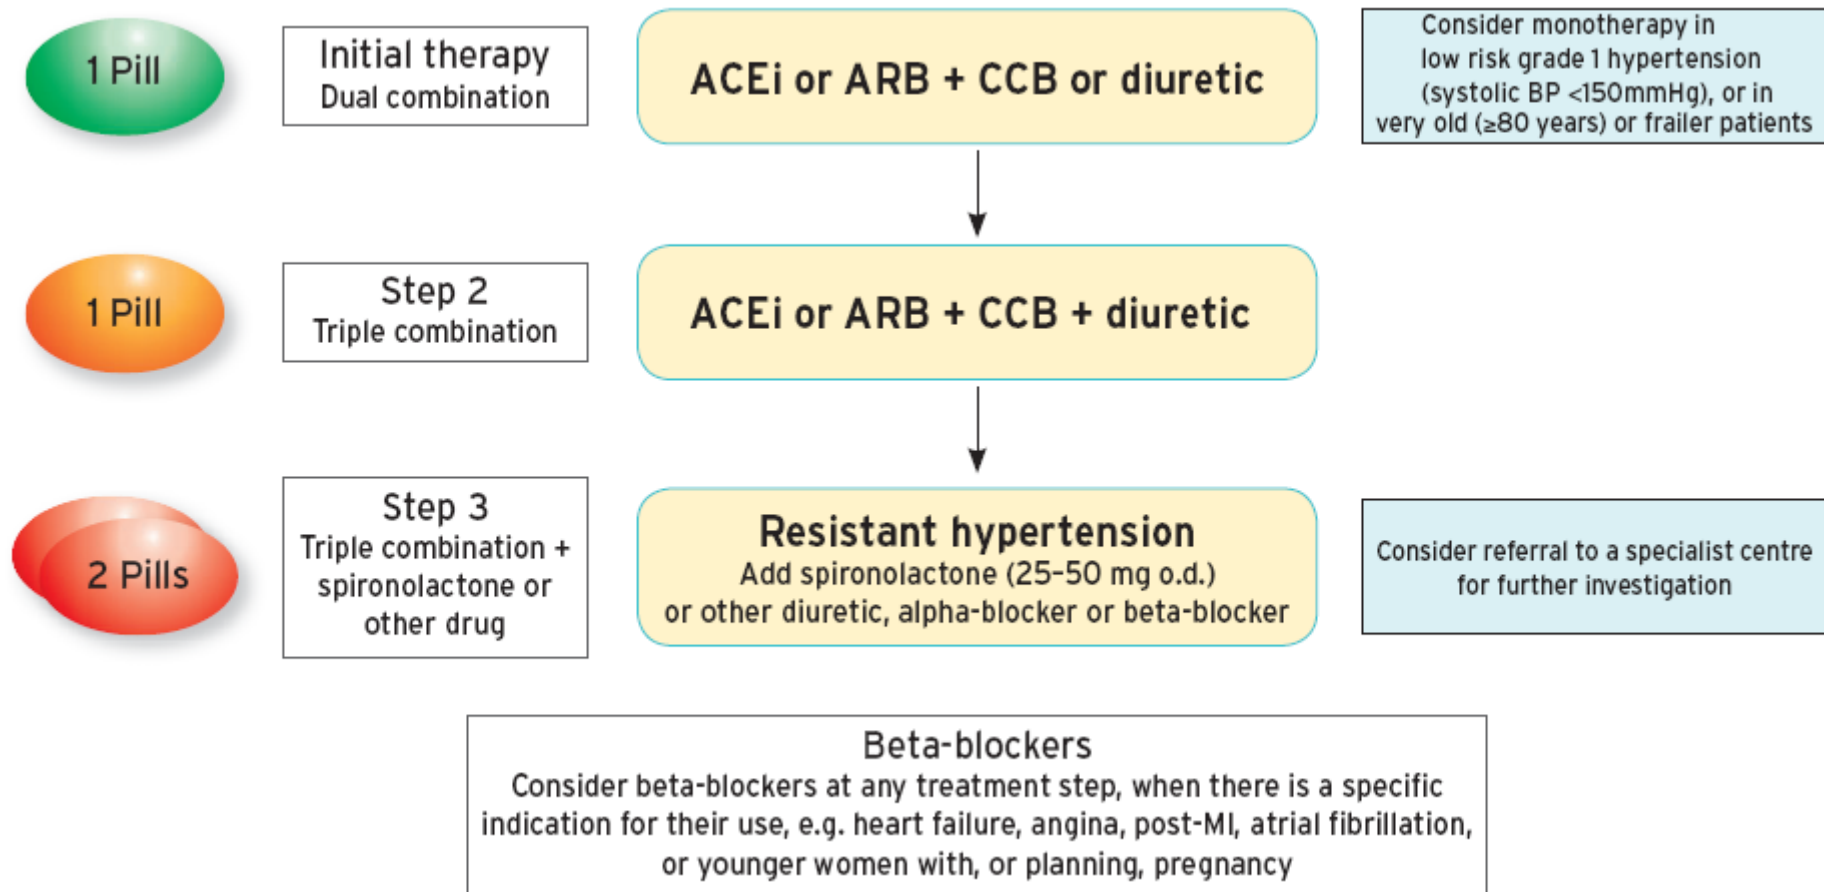 1 Pill
Initial therapy
Dual combination
ACEi or ARB + CCB or diuretic
Consider monotherapy in
low risk grade 1 hypertension
(systolic BP <150mmHg), or in
very old (≥80 years) or frailer patients
1 Pill
Step 2
Triple combination
ACEi or ARB + CCB + diuretic
2 Pills
Step 3
Triple combination +
spironolactone or
other drug
Resistant hypertension
Add spironolactone (25–50 mg o.d.)
or other diuretic, alpha-blocker or beta-blocker
Consider referral to a specialist centre
for further investigation
Beta-blockers
Consider beta-blockers at any treatment step, when there is a specific
indication for their use, e.g. heart failure, angina, post-MI, atrial fibrillation,
or younger women with, or planning, pregnancy